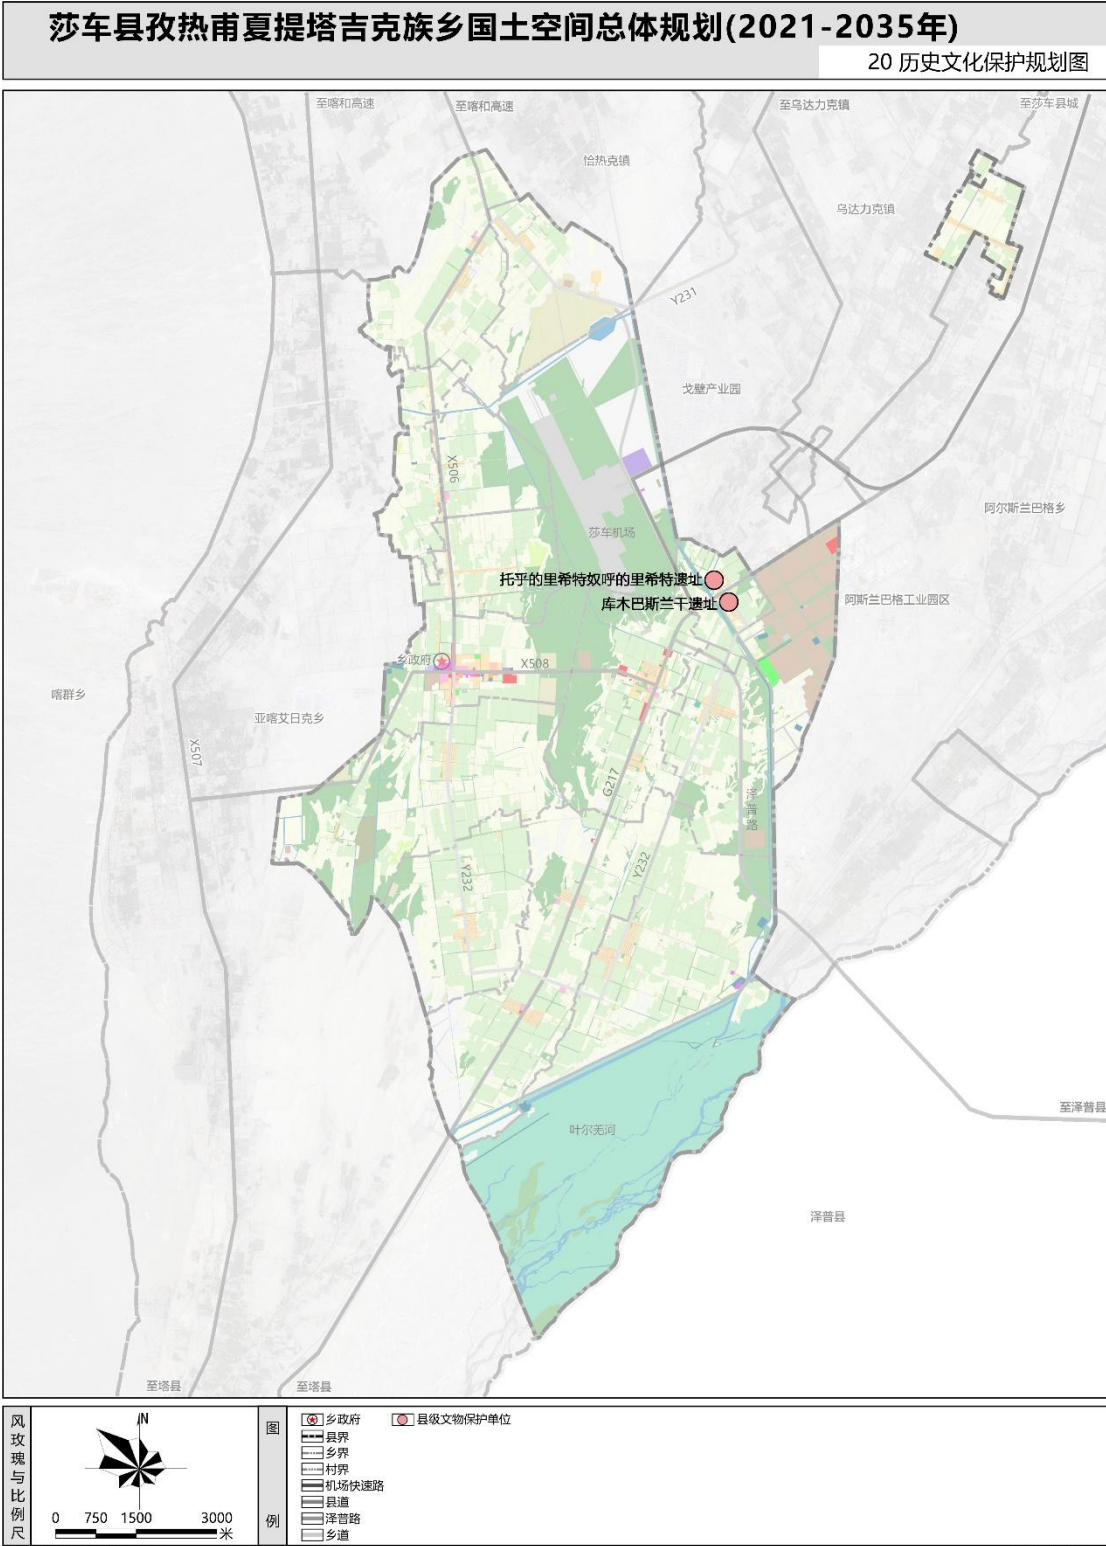 莎车县孜热甫夏提塔吉克族乡国土空间总体规划(2021-2035年)
20 历史文化保护规划图
至喀和高速
至喀和高速
至乌达力克镇
至莎车县城
恰热克镇
乌达力克镇
Y231
戈壁产业园
X506
阿尔斯兰巴格乡
莎车机场
托乎的里希特奴呼的里希特遗址
库木巴斯兰干遗址
阿斯兰巴格工业园区
乡政府
X508
喀群乡
亚喀艾日克乡
X507
G217
泽普路
Y232
Y232
至泽普县
叶尔羌河
泽普县
至塔县
至塔县
风玫瑰与比例尺
N
0 750 1500 3000
米
图例
乡政府
县级文物保护单位
县界
乡界
村界
机场快速路
县道
泽普路
乡道